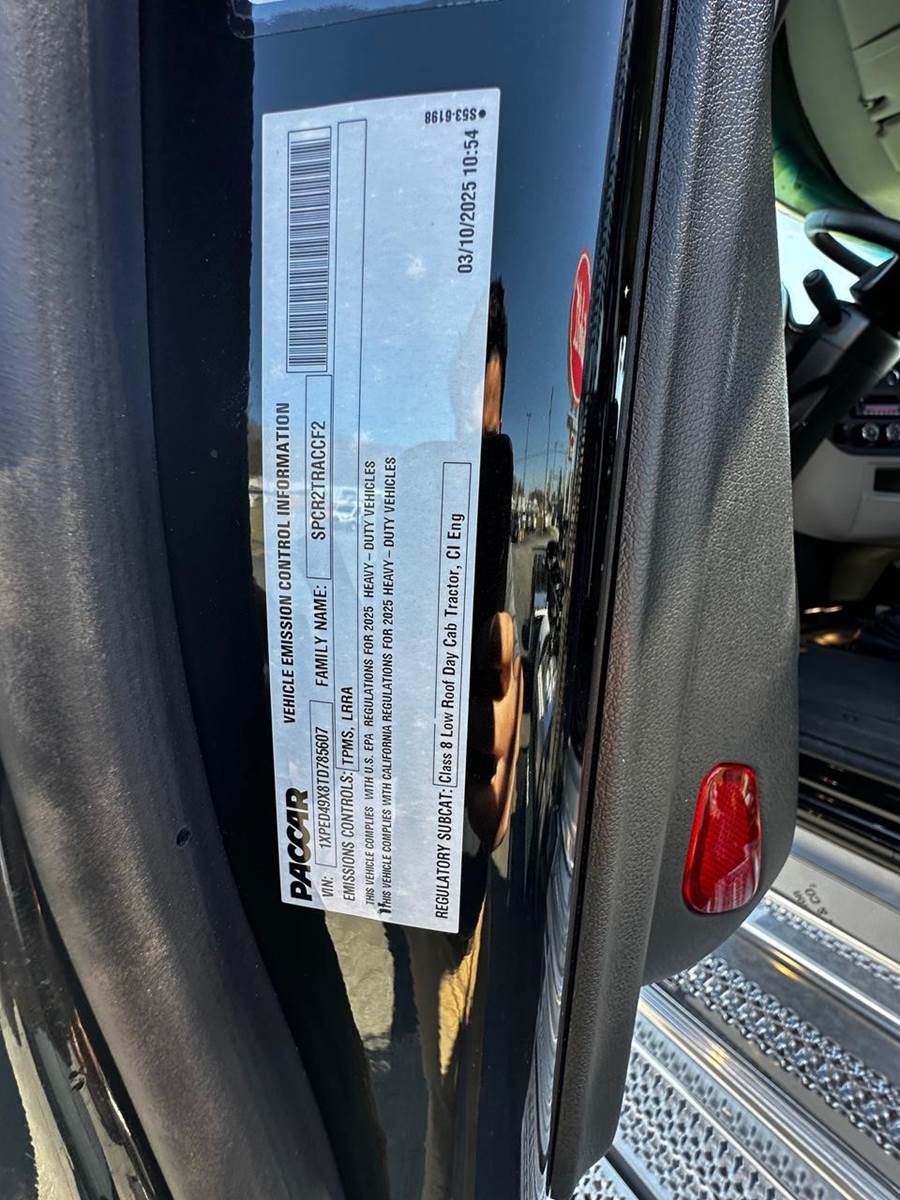 VEHICLE EMISSION CONTROL INFORMATION
PACCAR
VIN: 1XPED49X8TD785607 FAMILY NAME: SPCR2TRACCF2
EMISSIONS CONTROLS: TPMS, LRRA
THIS VEHICLE COMPLIES WITH U.S. EPA REGULATIONS FOR 2025 HEAVY – DUTY VEHICLES
THIS VEHICLE COMPLIES WITH CALIFORNIA REGULATIONS FOR 2025 HEAVY – DUTY VEHICLES
REGULATORY SUBCAT: Class 8 Low Roof Day Cab Tractor, CI Eng
03/10/2025 10:54
S53-6198